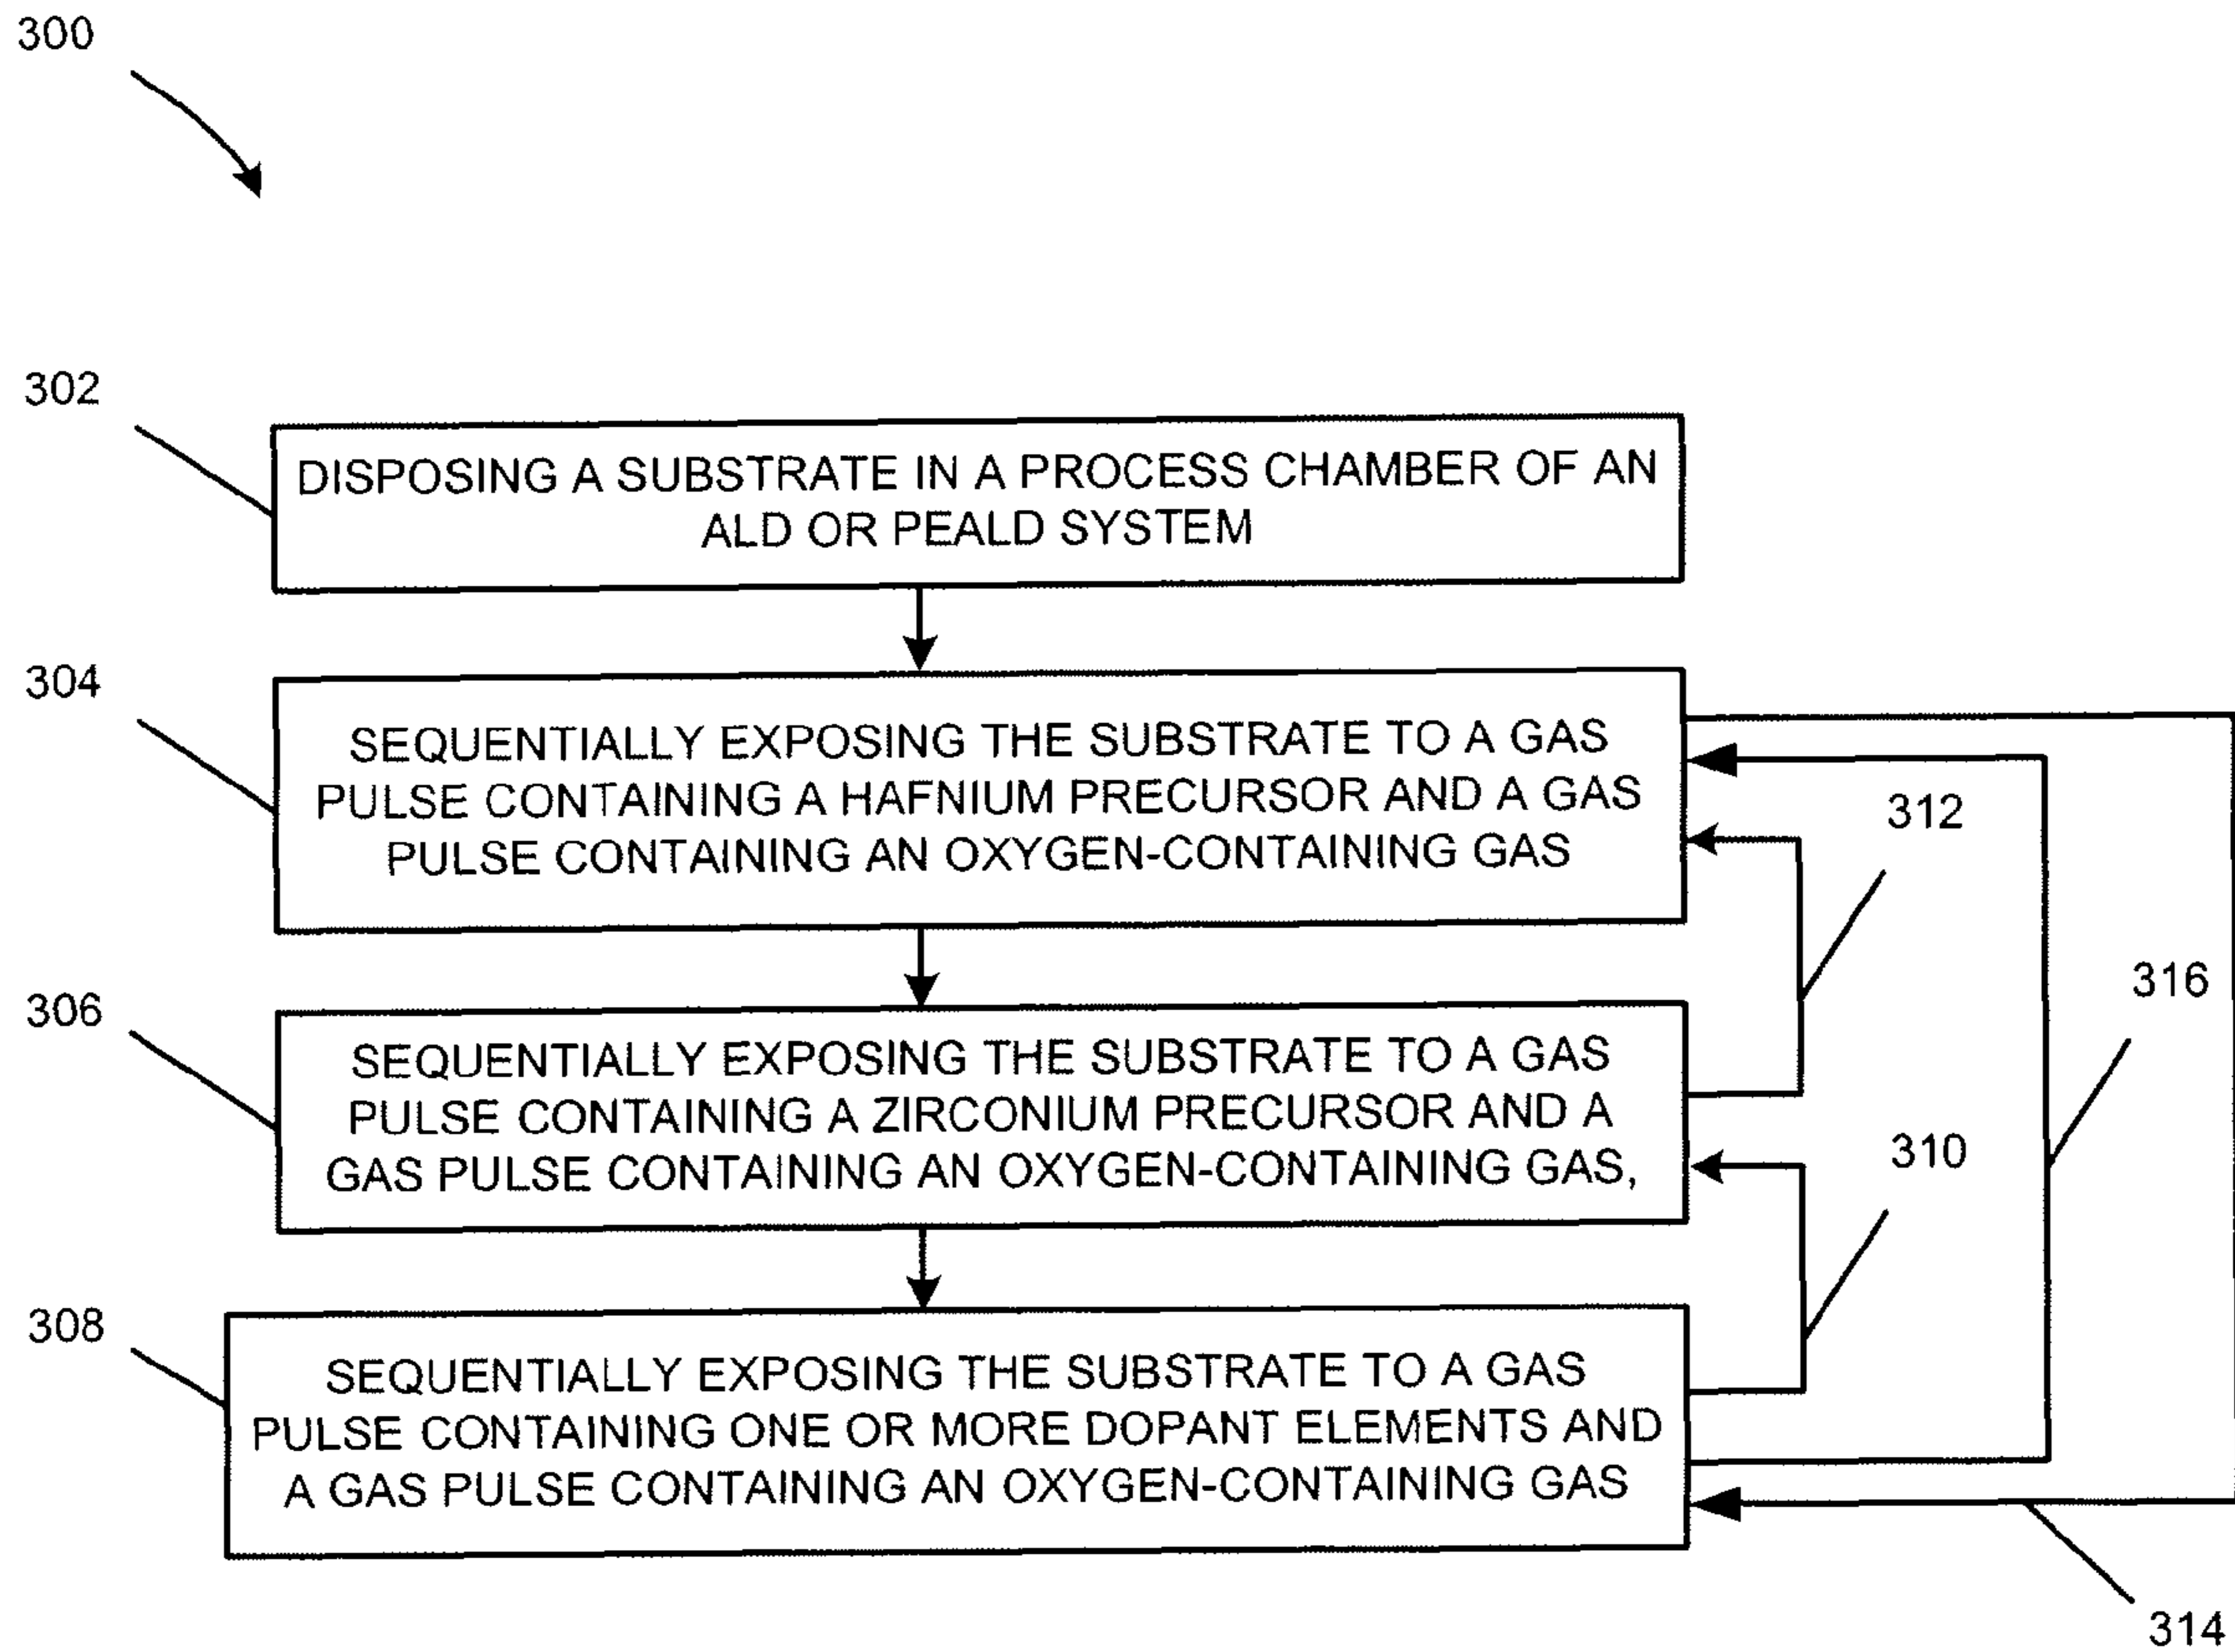 300
302
DISPOSING A SUBSTRATE IN A PROCESS CHAMBER OF AN
ALD OR PEALD SYSTEM
304
SEQUENTIALLY EXPOSING THE SUBSTRATE TO A GAS
PULSE CONTAINING A HAFNIUM PRECURSOR AND A GAS
PULSE CONTAINING AN OXYGEN-CONTAINING GAS
312
316
306
SEQUENTIALLY EXPOSING THE SUBSTRATE TO A GAS
PULSE CONTAINING A ZIRCONIUM PRECURSOR AND A
GAS PULSE CONTAINING AN OXYGEN-CONTAINING GAS,
310
308
SEQUENTIALLY EXPOSING THE SUBSTRATE TO A GAS
PULSE CONTAINING ONE OR MORE DOPANT ELEMENTS AND
A GAS PULSE CONTAINING AN OXYGEN-CONTAINING GAS
314